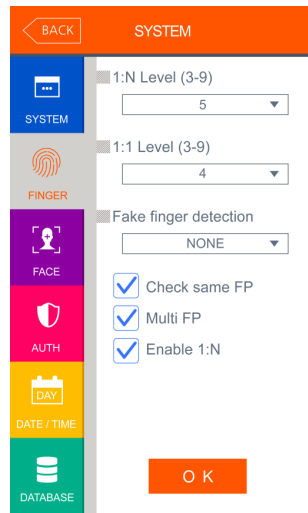 BACK
SYSTEM
SYSTEM
FINGER
FACE
AUTH
DAY
DATE / TIME
DATABASE
1:N Level (3-9)
5
1:1 Level (3-9)
4
Fake finger detection
NONE
Check same FP
Multi FP
Enable 1:N
O K